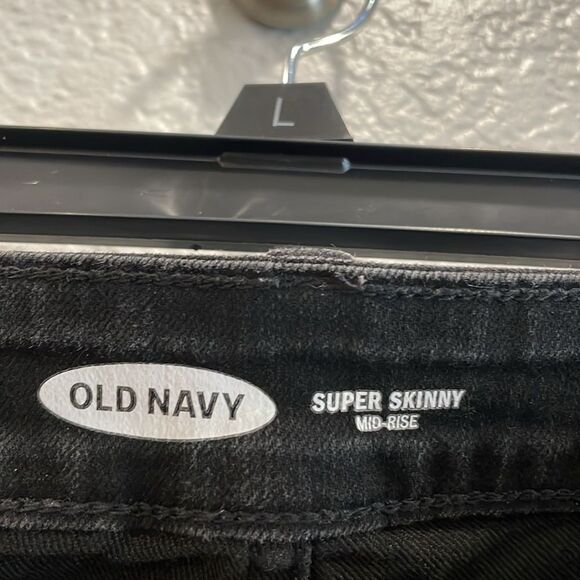 L
OLD NAVY
SUPER SKINNY
MID-RISE